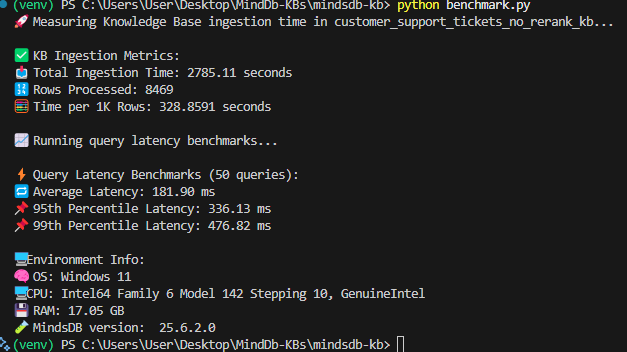 (venv) PS C:\Users\User\Desktop\MindDb-KBs\mindsdb-kb> python benchmark.py
🚀 Measuring Knowledge Base ingestion time in customer_support_tickets_no_rerank_kb...
✅ KB Ingestion Metrics:
📥 Total Ingestion Time: 2785.11 seconds
🔢 Rows Processed: 8469
🧮 Time per 1K Rows: 328.8591 seconds
📈 Running query latency benchmarks...
⚡ Query Latency Benchmarks (50 queries):
🔁 Average Latency: 181.90 ms
📌 95th Percentile Latency: 336.13 ms
📌 99th Percentile Latency: 476.82 ms
💻Environment Info:
🧠 OS: Windows 11
💻CPU: Intel64 Family 6 Model 142 Stepping 10, GenuineIntel
💾 RAM: 17.05 GB
🧪 MindsDB version:  25.6.2.0
(venv) PS C:\Users\User\Desktop\MindDb-KBs\mindsdb-kb>